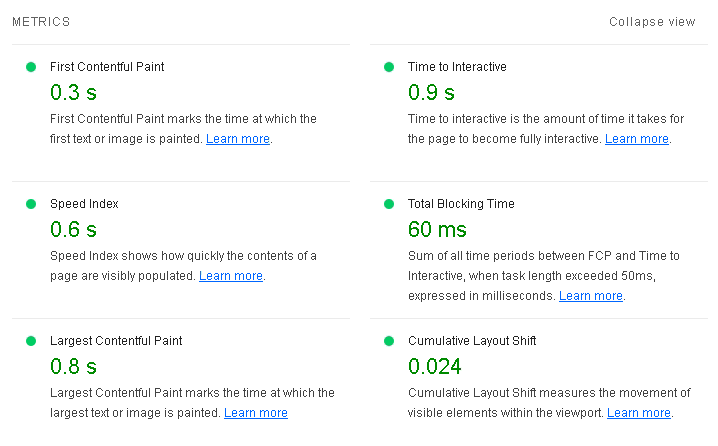 METRICS
Collapse view
First Contentful Paint
0.3 s
First Contentful Paint marks the time at which the
first text or image is painted. Learn more.
Time to Interactive
0.9 s
Time to interactive is the amount of time it takes for
the page to become fully interactive. Learn more.
Speed Index
0.6 s
Speed Index shows how quickly the contents of a
page are visibly populated. Learn more.
Total Blocking Time
60 ms
Sum of all time periods between FCP and Time to
Interactive, when task length exceeded 50ms,
expressed in milliseconds. Learn more.
Largest Contentful Paint
0.8 s
Largest Contentful Paint marks the time at which the
largest text or image is painted. Learn more
Cumulative Layout Shift
0.024
Cumulative Layout Shift measures the movement of
visible elements within the viewport. Learn more.